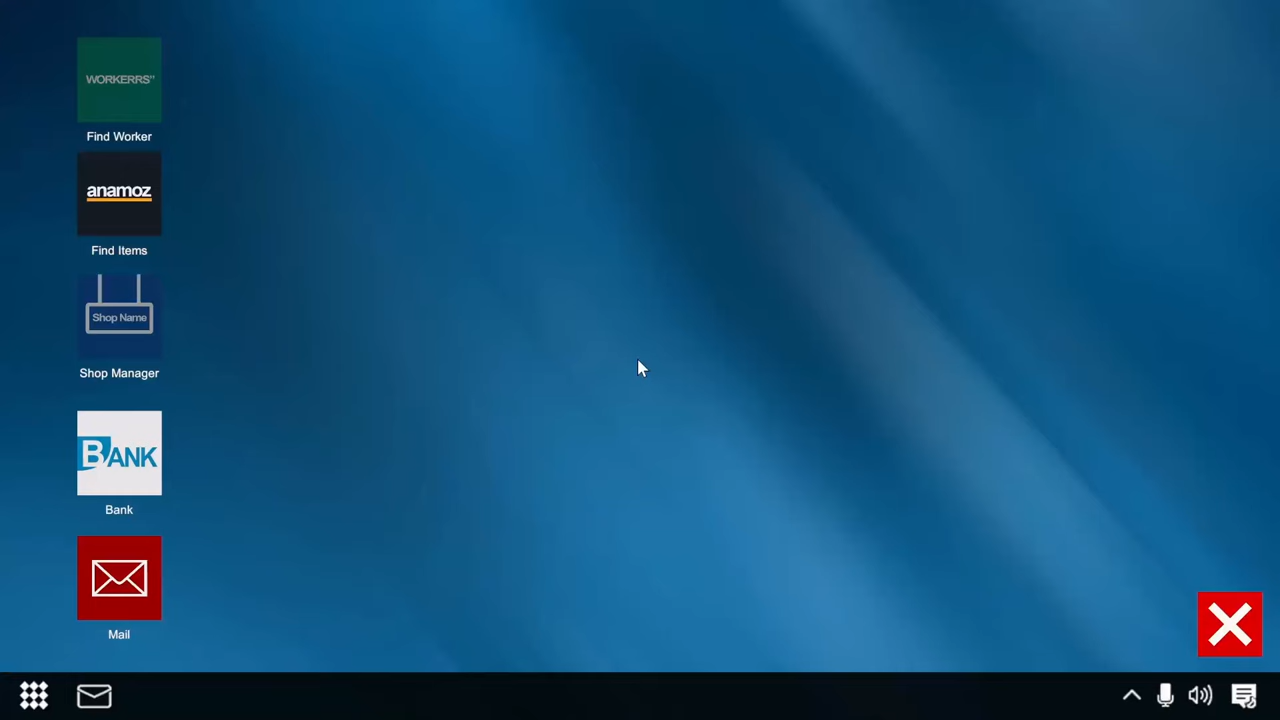 WORKERRS"
Find Worker
anamoz
Find Items
Shop Name
Shop Manager
BANK
Bank
Mail